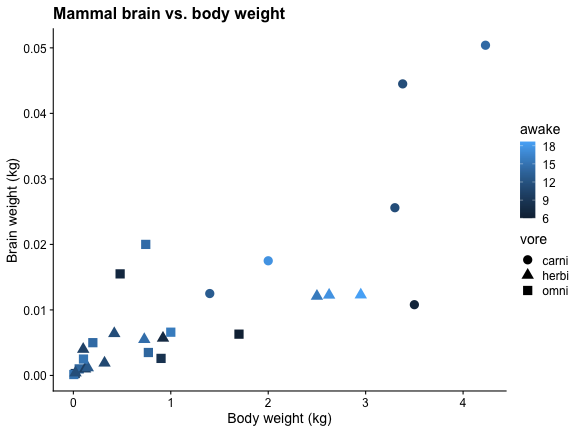 Mammal brain vs. body weight
0.05
0.04
0.03
0.02
0.01
0.00
Brain weight (kg)
0 1 2 3 4
Body weight (kg)
awake
18
15
12
9
6
vore
carni
herbi
omni